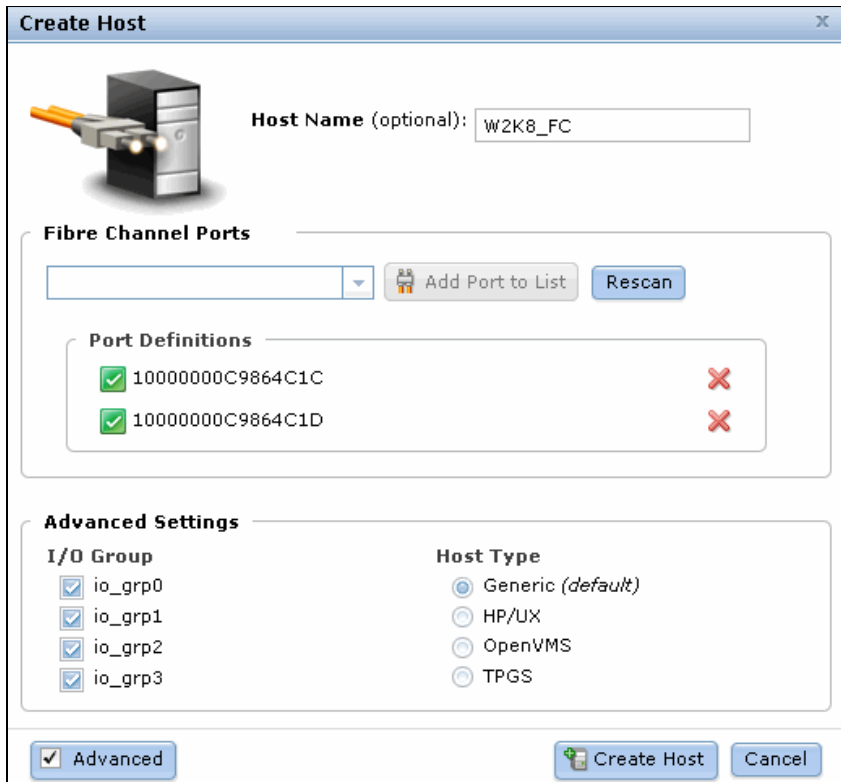 Create Host
x
Host Name (optional): W2K8_FC
Fibre Channel Ports
Add Port to List Rescan
Port Definitions
10000000C9864C1C
10000000C9864C1D
Advanced Settings
I/O Group Host Type
io_grp0 Generic (default)
io_grp1 HP/UX
io_grp2 OpenVMS
io_grp3 TPGS
Advanced Create Host Cancel